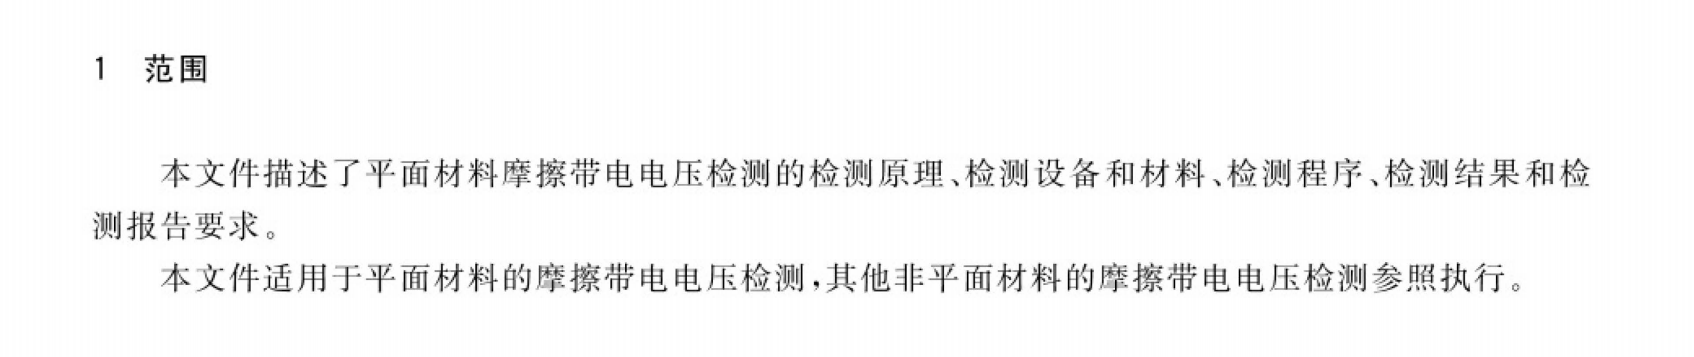 1 范围
本文件描述了平面材料摩擦带电电压检测的检测原理、检测设备和材料、检测程序、检测结果和检
测报告要求。
本文件适用于平面材料的摩擦带电电压检测,其他非平面材料的摩擦带电电压检测参照执行。